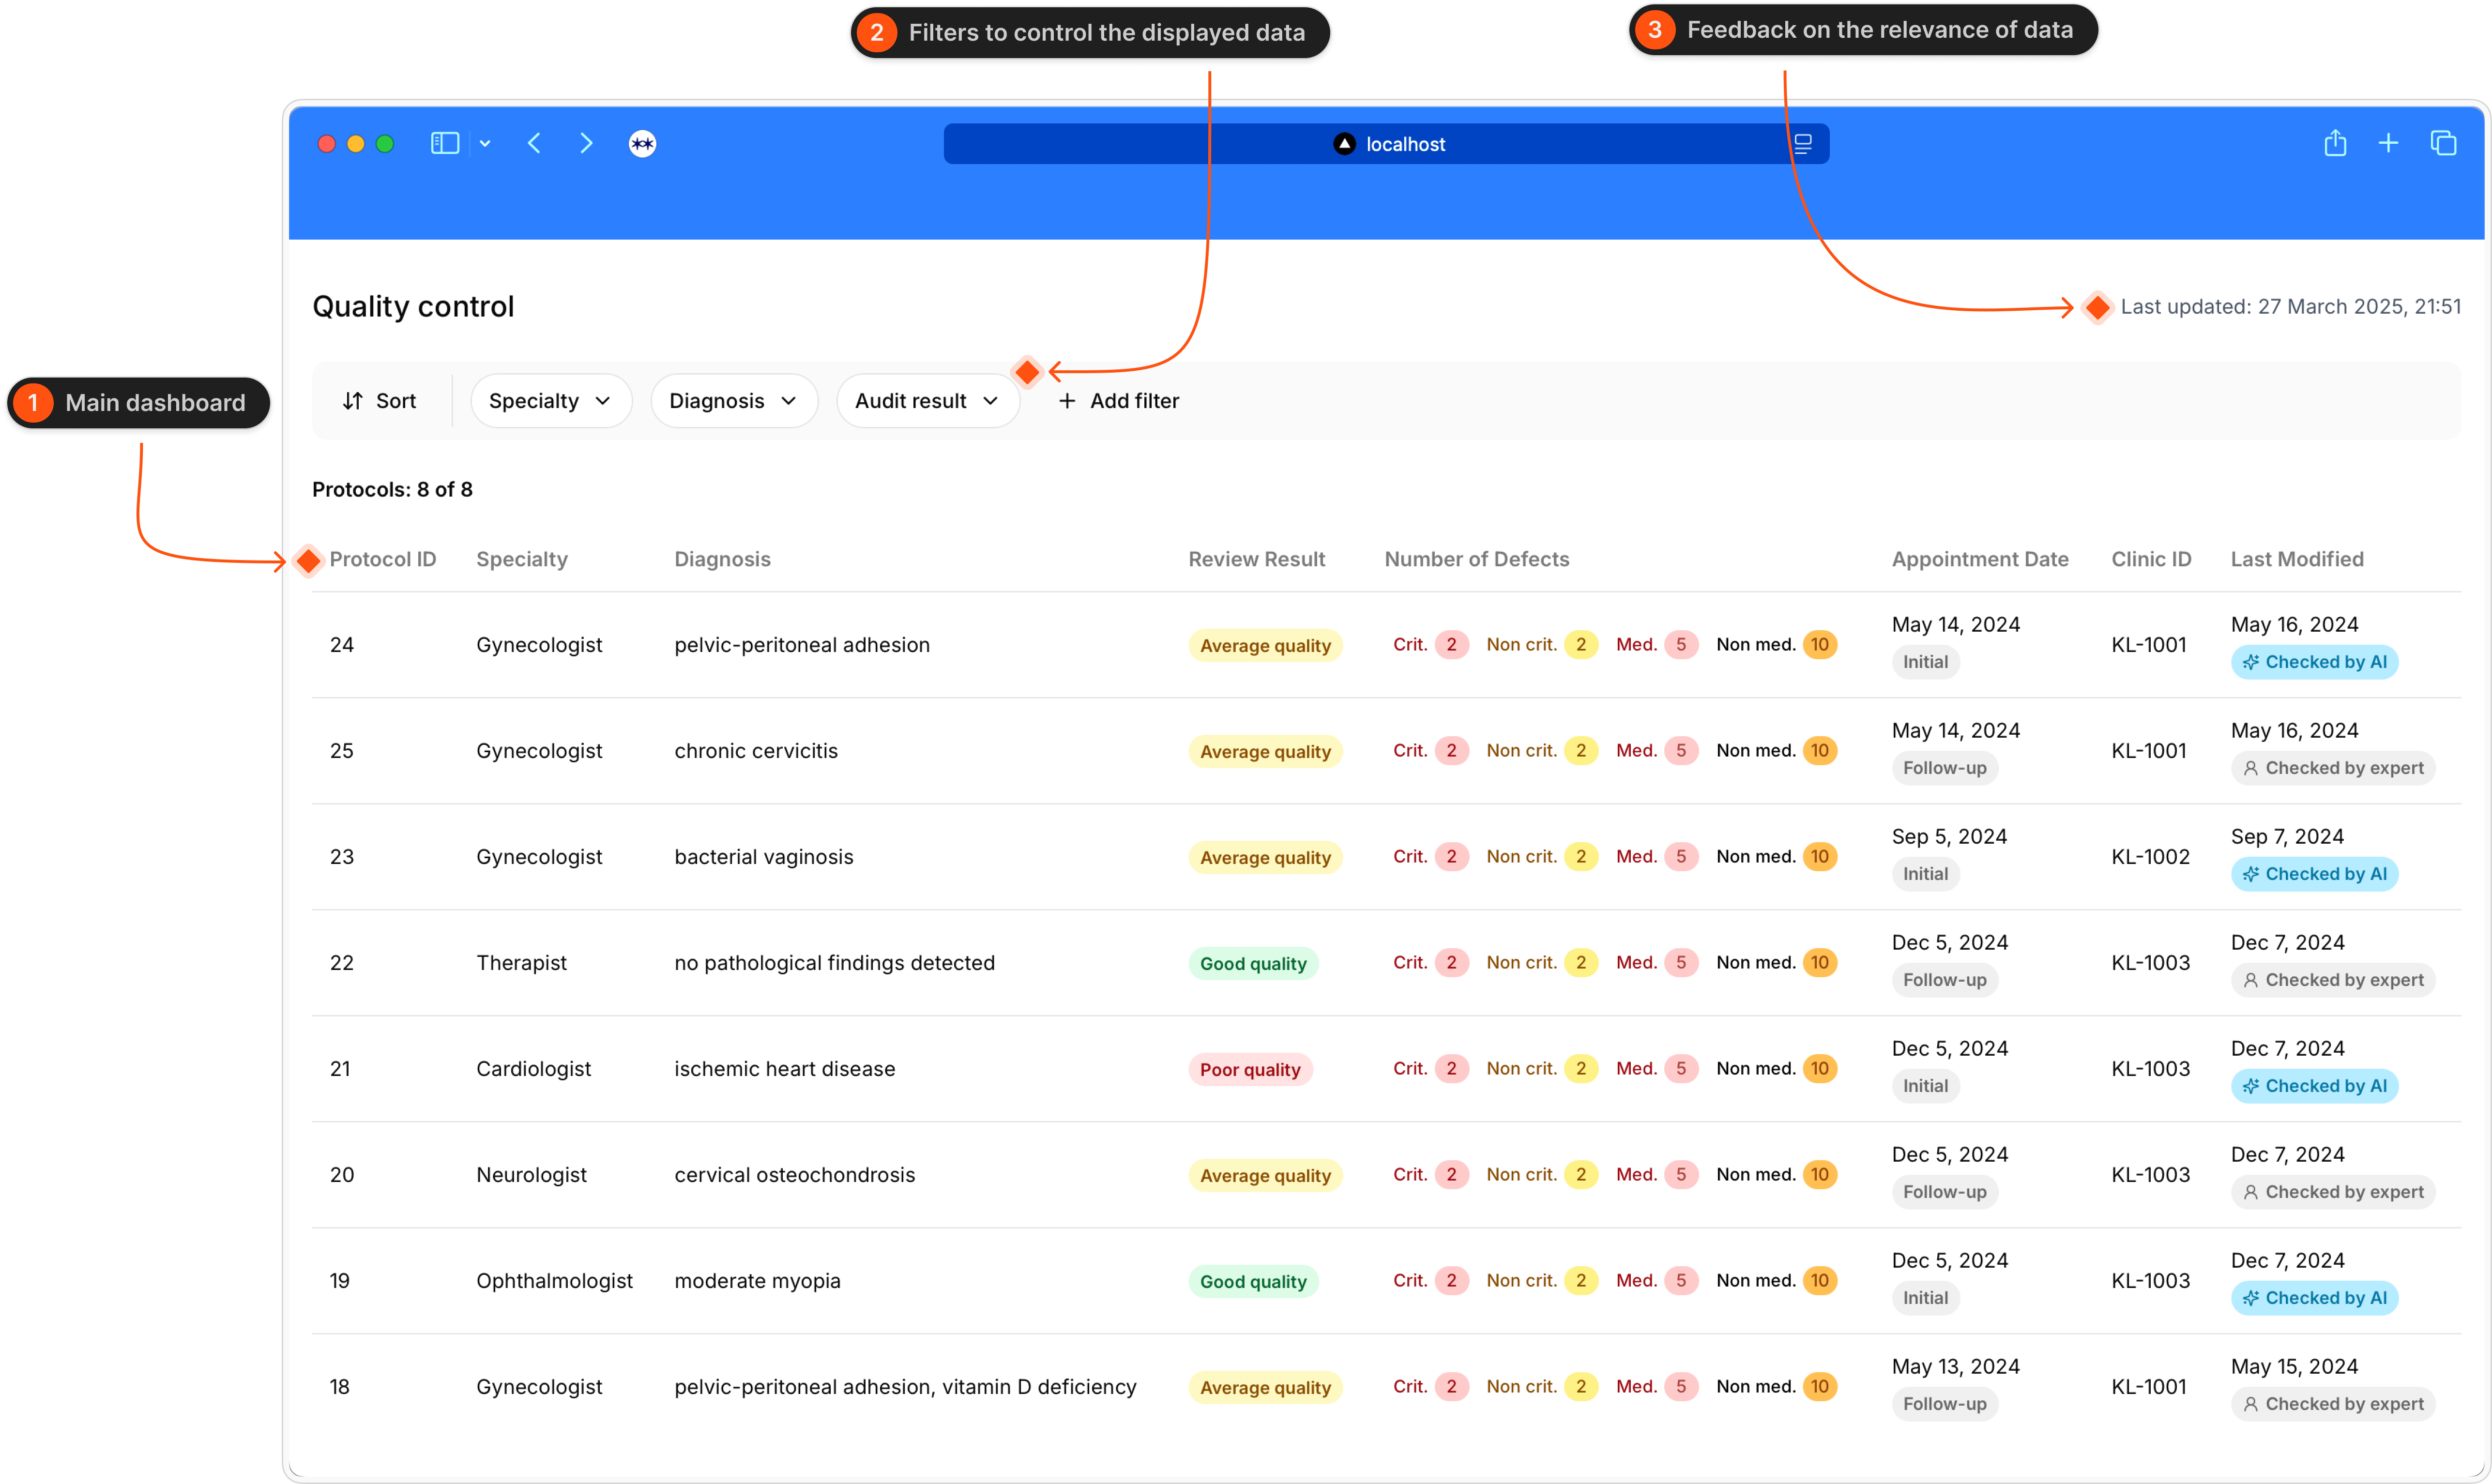 2 Filters to control the displayed data
3 Feedback on the relevance of data
localhost
Quality control
Last updated: 27 March 2025, 21:51
1 Main dashboard
Sort Specialty Diagnosis Audit result + Add filter
Protocols: 8 of 8
Protocol ID Specialty Diagnosis Review Result Number of Defects Appointment Date Clinic ID Last Modified
24 Gynecologist pelvic-peritoneal adhesion Average quality Crit. 2 Non crit. 2 Med. 5 Non med. 10 May 14, 2024 Initial KL-1001 May 16, 2024 Checked by AI
25 Gynecologist chronic cervicitis Average quality Crit. 2 Non crit. 2 Med. 5 Non med. 10 May 14, 2024 Follow-up KL-1001 May 16, 2024 Checked by expert
23 Gynecologist bacterial vaginosis Average quality Crit. 2 Non crit. 2 Med. 5 Non med. 10 Sep 5, 2024 Initial KL-1002 Sep 7, 2024 Checked by AI
22 Therapist no pathological findings detected Good quality Crit. 2 Non crit. 2 Med. 5 Non med. 10 Dec 5, 2024 Follow-up KL-1003 Dec 7, 2024 Checked by expert
21 Cardiologist ischemic heart disease Poor quality Crit. 2 Non crit. 2 Med. 5 Non med. 10 Dec 5, 2024 Initial KL-1003 Dec 7, 2024 Checked by AI
20 Neurologist cervical osteochondrosis Average quality Crit. 2 Non crit. 2 Med. 5 Non med. 10 Dec 5, 2024 Follow-up KL-1003 Dec 7, 2024 Checked by expert
19 Ophthalmologist moderate myopia Good quality Crit. 2 Non crit. 2 Med. 5 Non med. 10 Dec 5, 2024 Initial KL-1003 Dec 7, 2024 Checked by AI
18 Gynecologist pelvic-peritoneal adhesion, vitamin D deficiency Average quality Crit. 2 Non crit. 2 Med. 5 Non med. 10 May 13, 2024 Follow-up KL-1001 May 15, 2024 Checked by expert